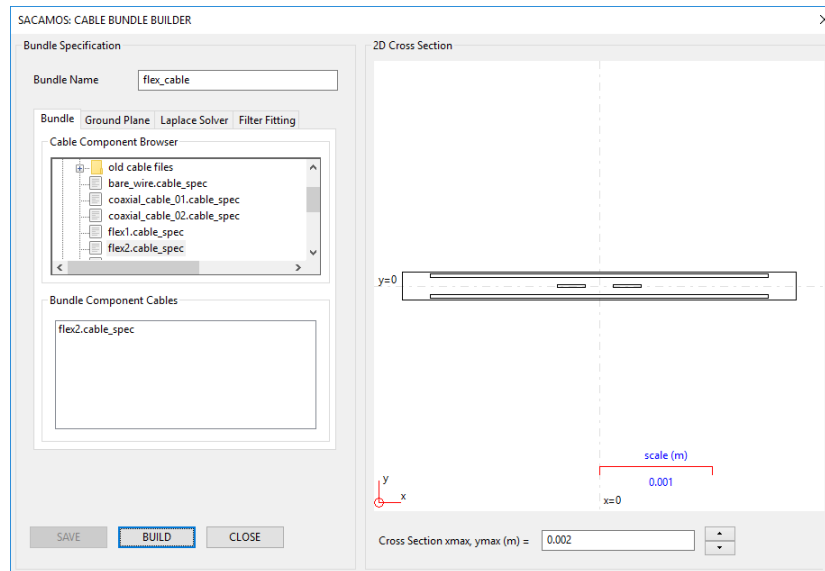 SACAMOS: CABLE BUNDLE BUILDER
Bundle Specification
Bundle Name
flex_cable
Bundle
Ground Plane
Laplace Solver
Filter Fitting
Cable Component Browser
old cable files
bare_wire.cable_spec
coaxial_cable_01.cable_spec
coaxial_cable_02.cable_spec
flex1.cable_spec
flex2.cable_spec
Bundle Component Cables
flex2.cable_spec
SAVE
BUILD
CLOSE
2D Cross Section
y=0
scale (m)
0.001
x=0
y
x
Cross Section xmax, ymax (m) =
0.002